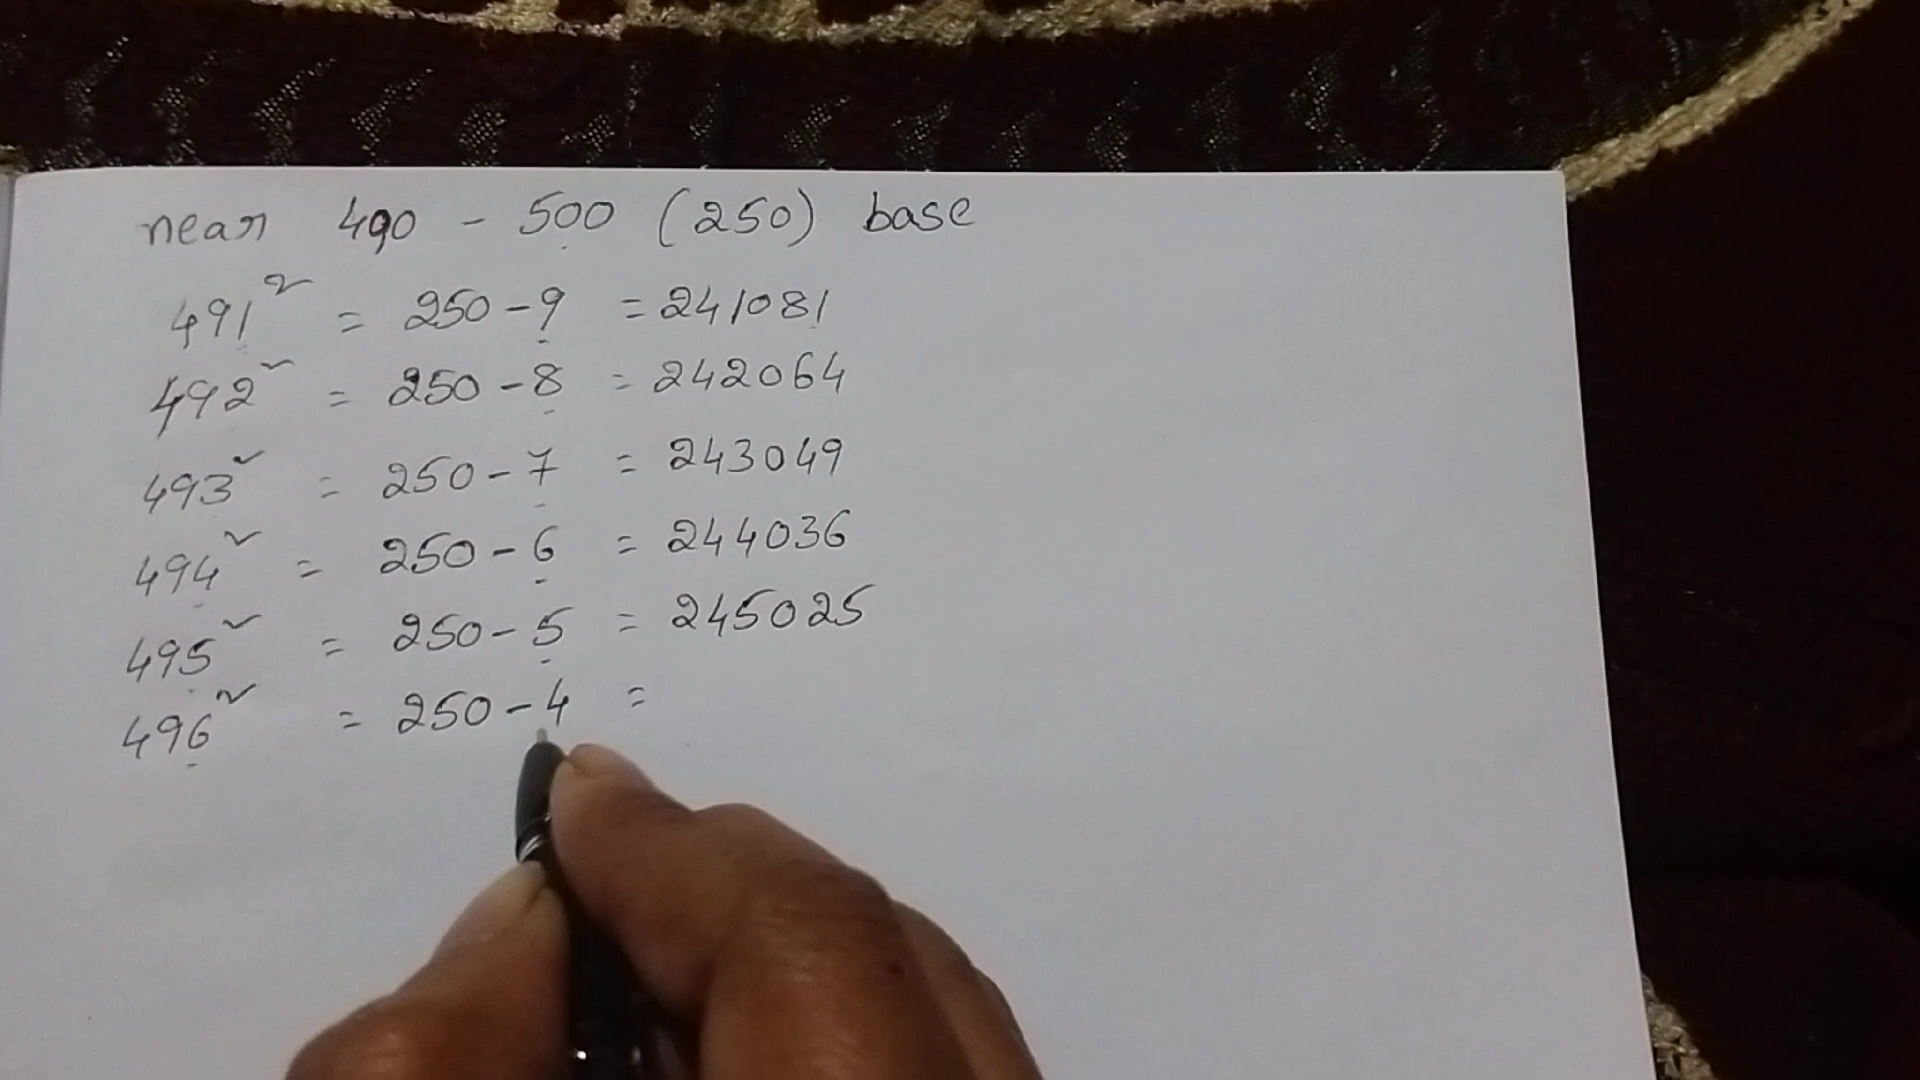 near 490 - 500 (250) base
491² = 250-9 = 241081
492² = 250-8 = 242064
493² = 250-7 = 243049
494² = 250-6 = 244036
495² = 250-5 = 245025
496² = 250-4 =